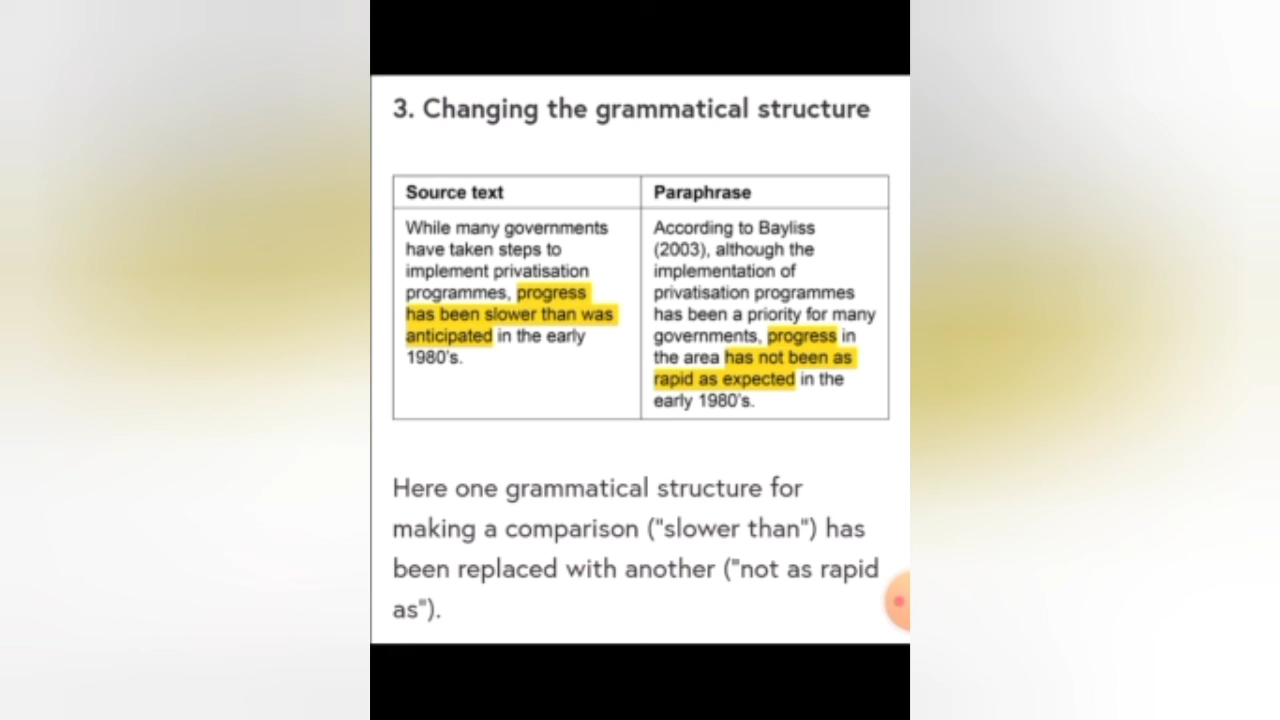 3. Changing the grammatical structure
Source text
While many governments
have taken steps to
implement privatisation
programmes, progress
has been slower than was
anticipated in the early
1980's.
Paraphrase
According to Bayliss
(2003), although the
implementation of
privatisation programmes
has been a priority for many
governments, progress in
the area has not been as
rapid as expected in the
early 1980's.
Here one grammatical structure for
making a comparison ("slower than") has
been replaced with another ("not as rapid
as").